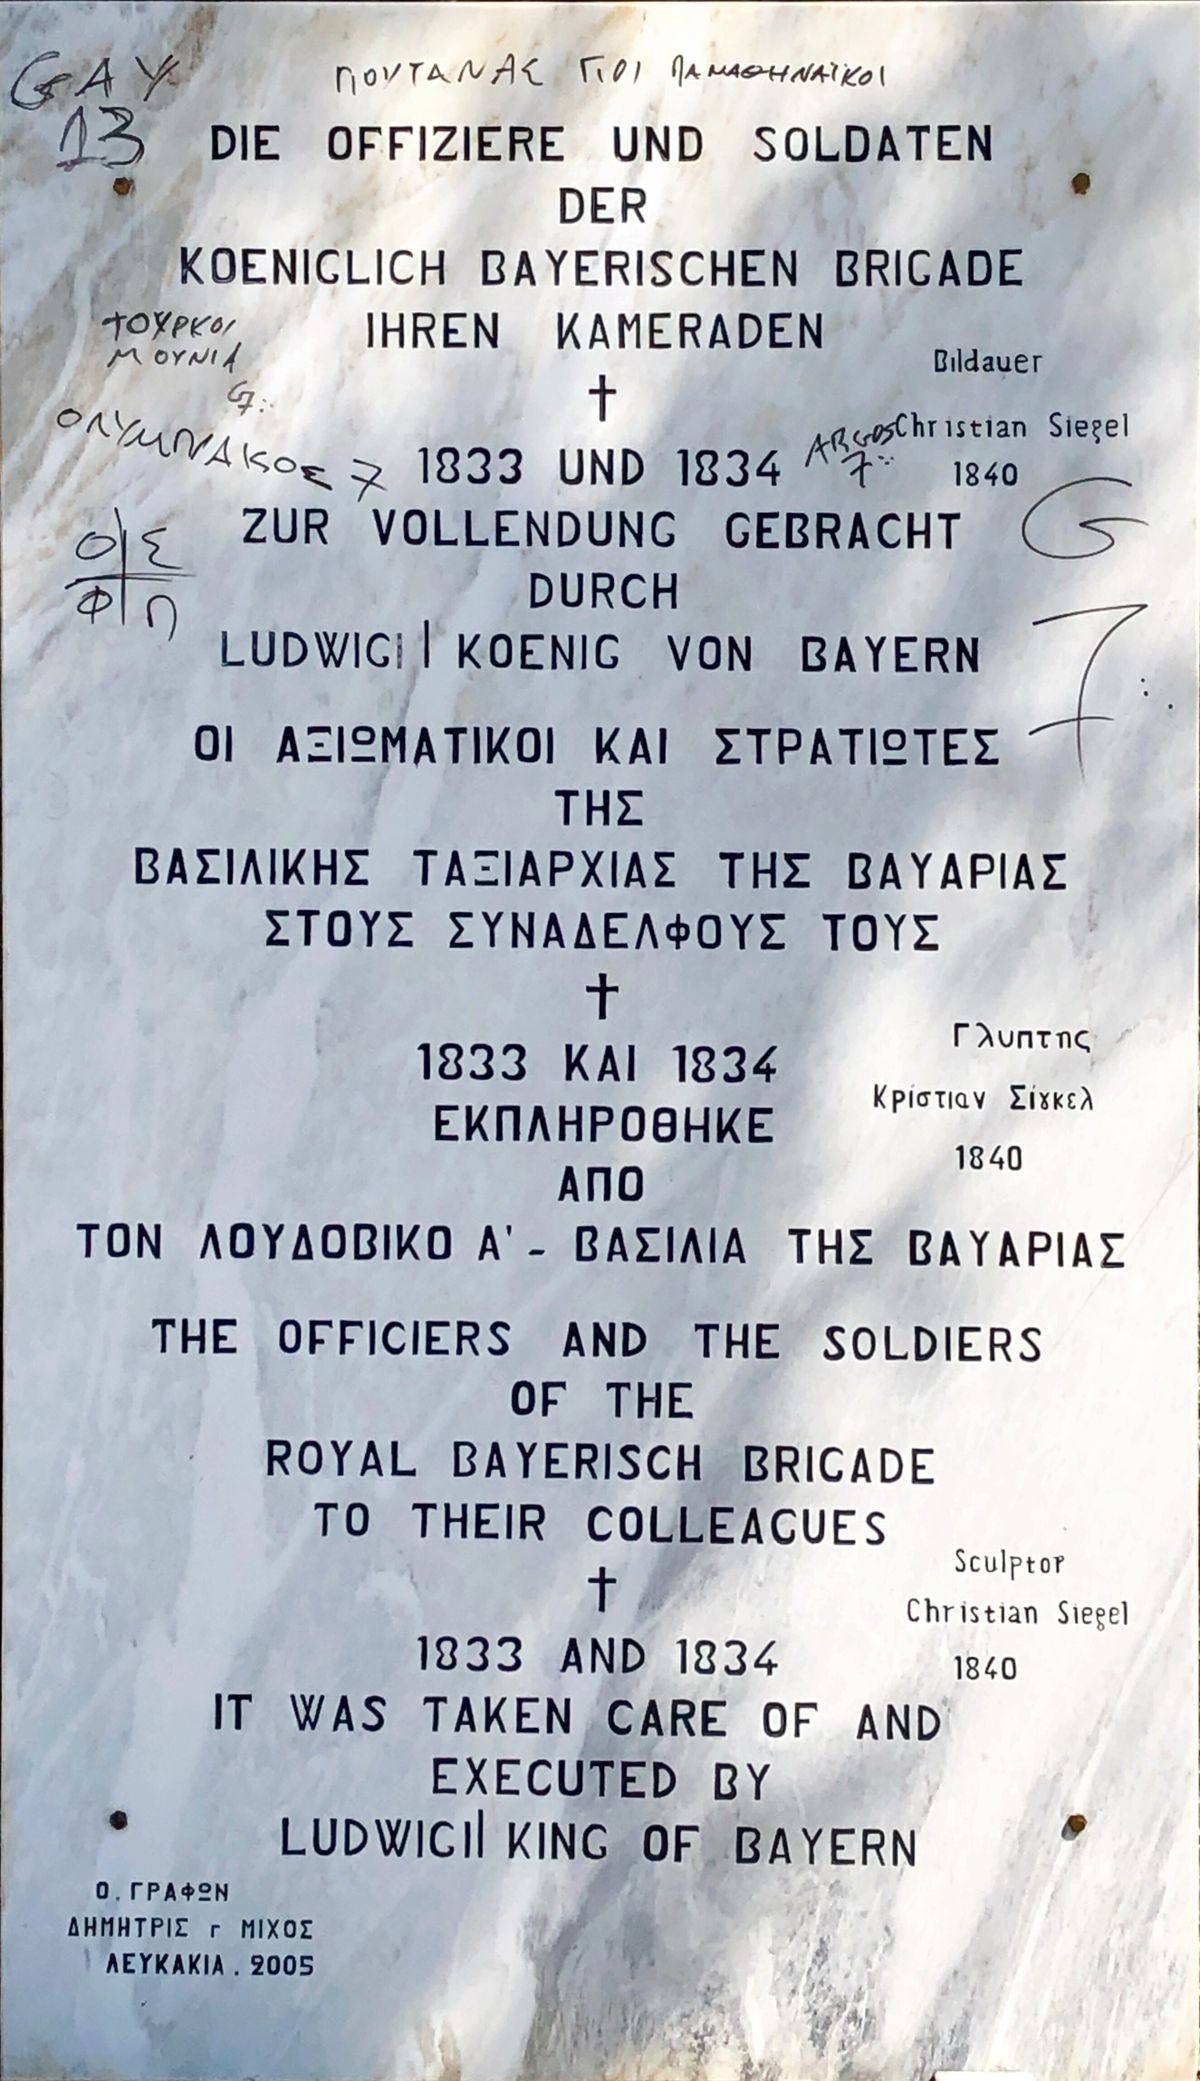 GAY
13
ΠΟΥΤΑΝΑΣ ΓΙΟΙ ΠΑΝΑΘΗΝΑΪΚΟΙ
DIE OFFIZIERE UND SOLDATEN
DER
KOENIGLICH BAYERISCHEN BRIGADE
IHREN KAMERADEN
ΤΟΥΡΚΟΙ
ΜΟΥΝΙΑ
G7
†
Bildauer
Christian Siegel
1840
ΟΛΥΜΠΙΑΚΟΣ 7
1833 UND 1834
ARGOS
7
ZUR VOLLENDUNG GEBRACHT
G
7
Ο Σ
Φ Π
DURCH
LUDWIG I KOENIG VON BAYERN
ΟΙ ΑΞΙΩΜΑΤΙΚΟΙ ΚΑΙ ΣΤΡΑΤΙΩΤΕΣ
ΤΗΣ
ΒΑΣΙΛΙΚΗΣ ΤΑΞΙΑΡΧΙΑΣ ΤΗΣ ΒΑΥΑΡΙΑΣ
ΣΤΟΥΣ ΣΥΝΑΔΕΛΦΟΥΣ ΤΟΥΣ
†
1833 ΚΑΙ 1834
Γλυπτης
Κρίστιαν Σίγκελ
1840
ΕΚΠΛΗΡΟΘΗΚΕ
ΑΠΟ
ΤΟΝ ΛΟΥΔΟΒΙΚΟ Α' - ΒΑΣΙΛΙΑ ΤΗΣ ΒΑΥΑΡΙΑΣ
THE OFFICIERS AND THE SOLDIERS
OF THE
ROYAL BAYERISCH BRIGADE
TO THEIR COLLEAGUES
†
1833 AND 1834
Sculptor
Christian Siegel
1840
IT WAS TAKEN CARE OF AND
EXECUTED BY
LUDWIG II KING OF BAYERN
Ο. ΓΡΑΦΩΝ
ΔΗΜΗΤΡΙΣ Γ ΜΙΧΟΣ
ΛΕΥΚΑΚΙΑ . 2005